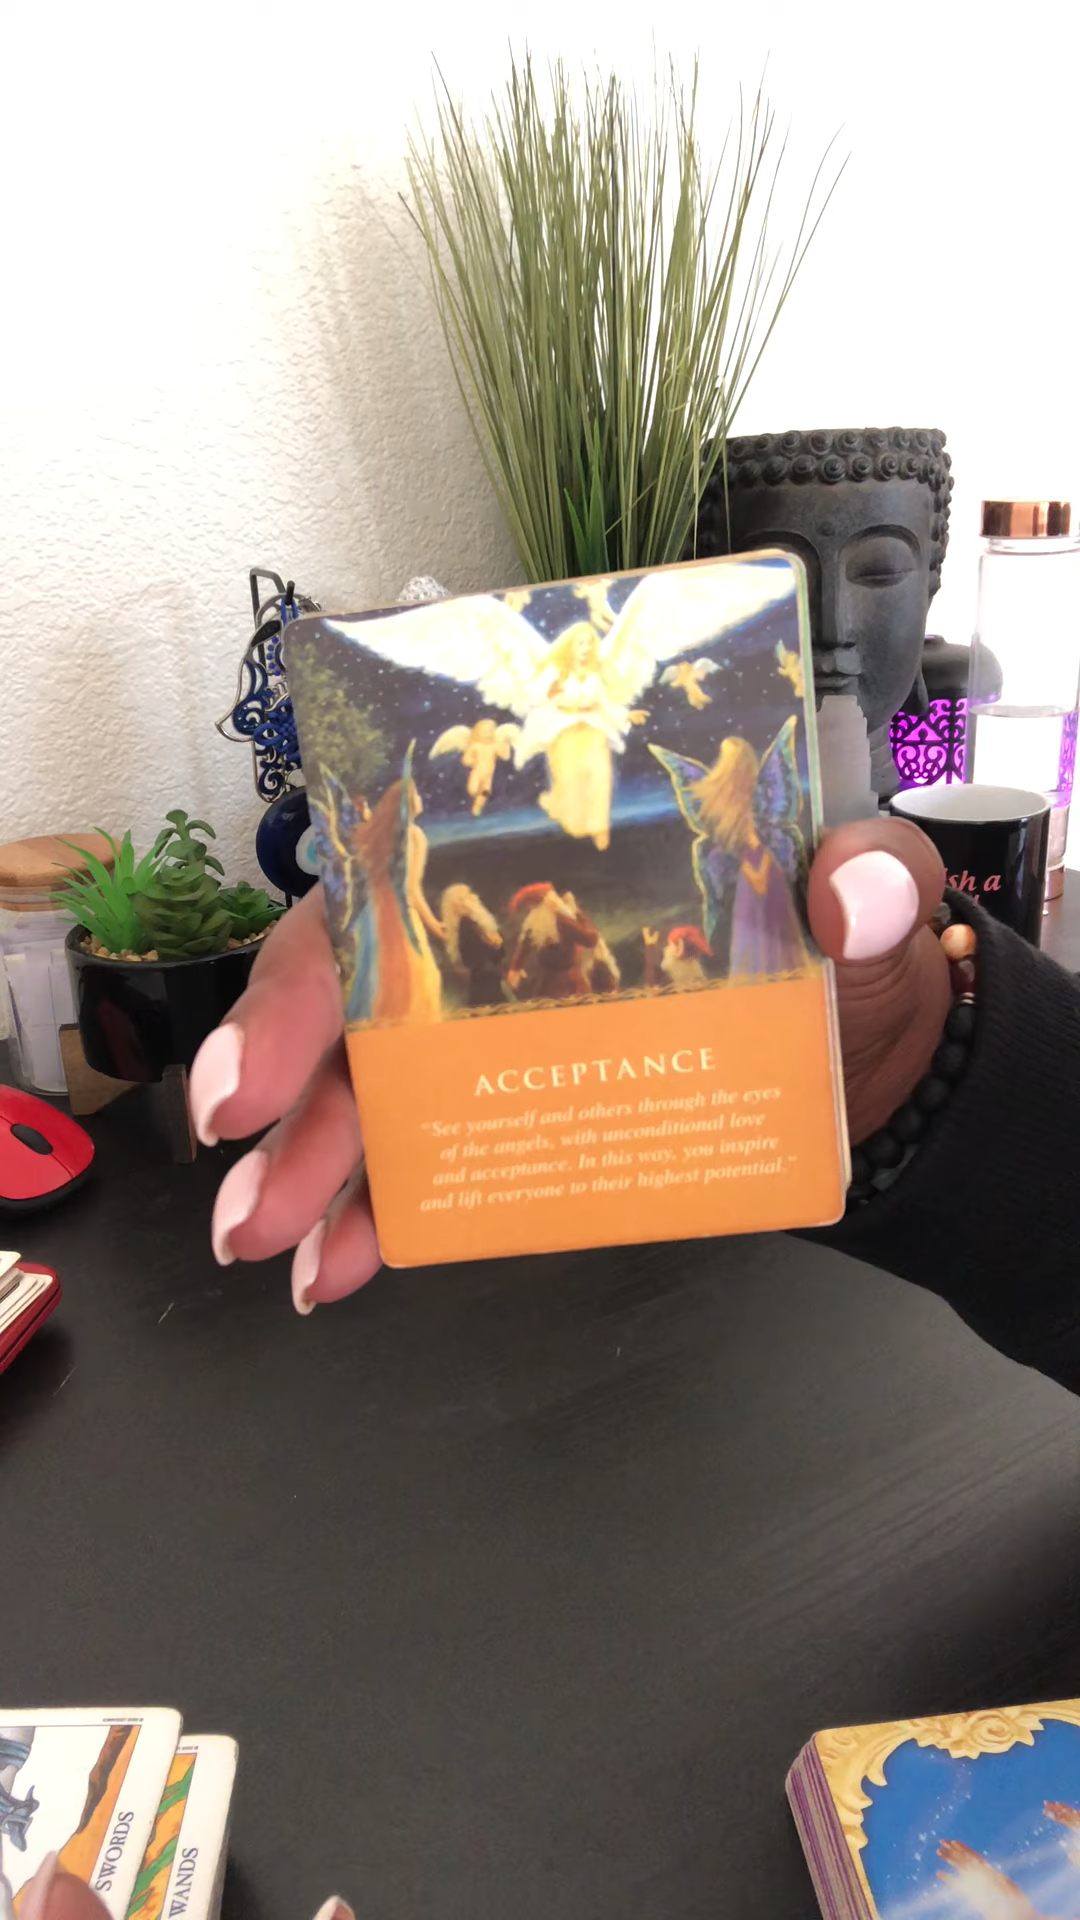 ACCEPTANCE
"See yourself and others through the eyes
of the angels, with unconditional love
and acceptance. In this way, you inspire
and lift everyone to their highest potential."
sh a
SWORDS
WANDS